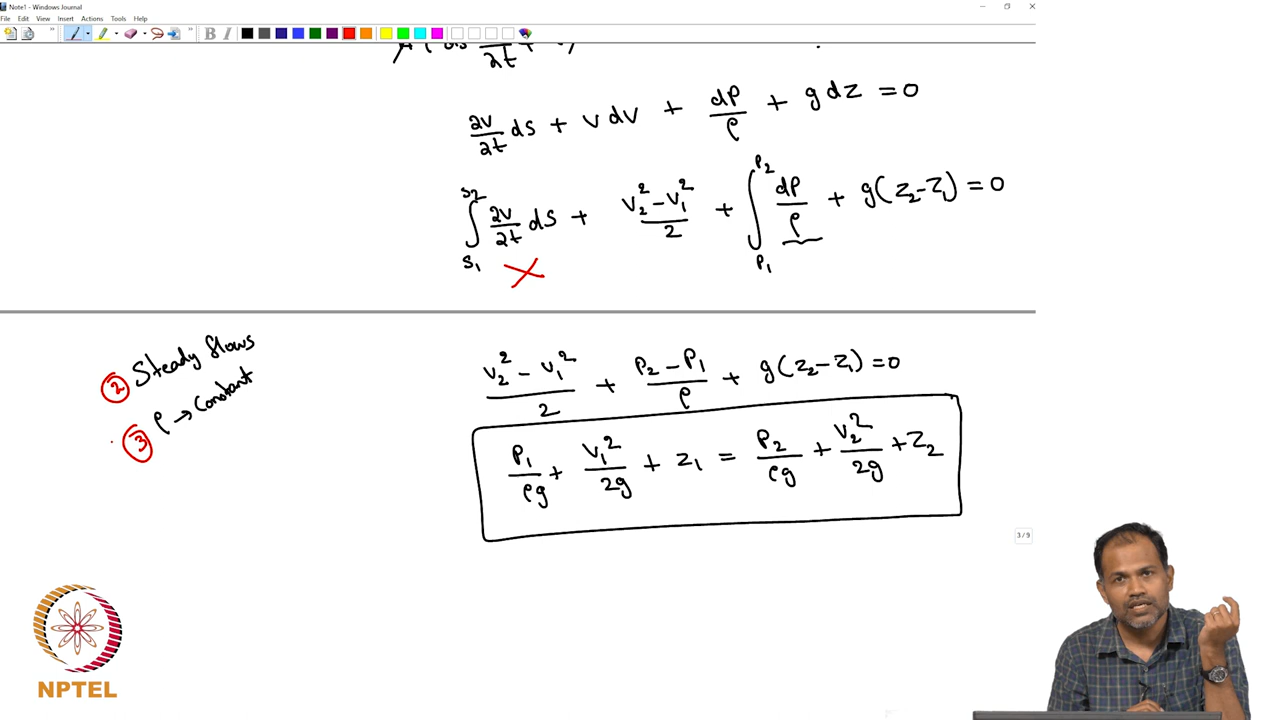 Note1 - Windows Journal
File Edit View Insert Actions Tools Help
B I
∂v/∂t ds + v dv + dP/ρ + g dz = 0
∫_{S1}^{S2} ∂v/∂t ds + (v₂² - v₁²)/2 + ∫_{P1}^{P2} dP/ρ + g(z₂ - z₁) = 0
② Steady flows
③ ρ → Constant
(v₂² - v₁²)/2 + (P₂ - P₁)/ρ + g(z₂ - z₁) = 0
P₁/ρg + v₁²/2g + z₁ = P₂/ρg + v₂²/2g + z₂
3/9
NPTEL